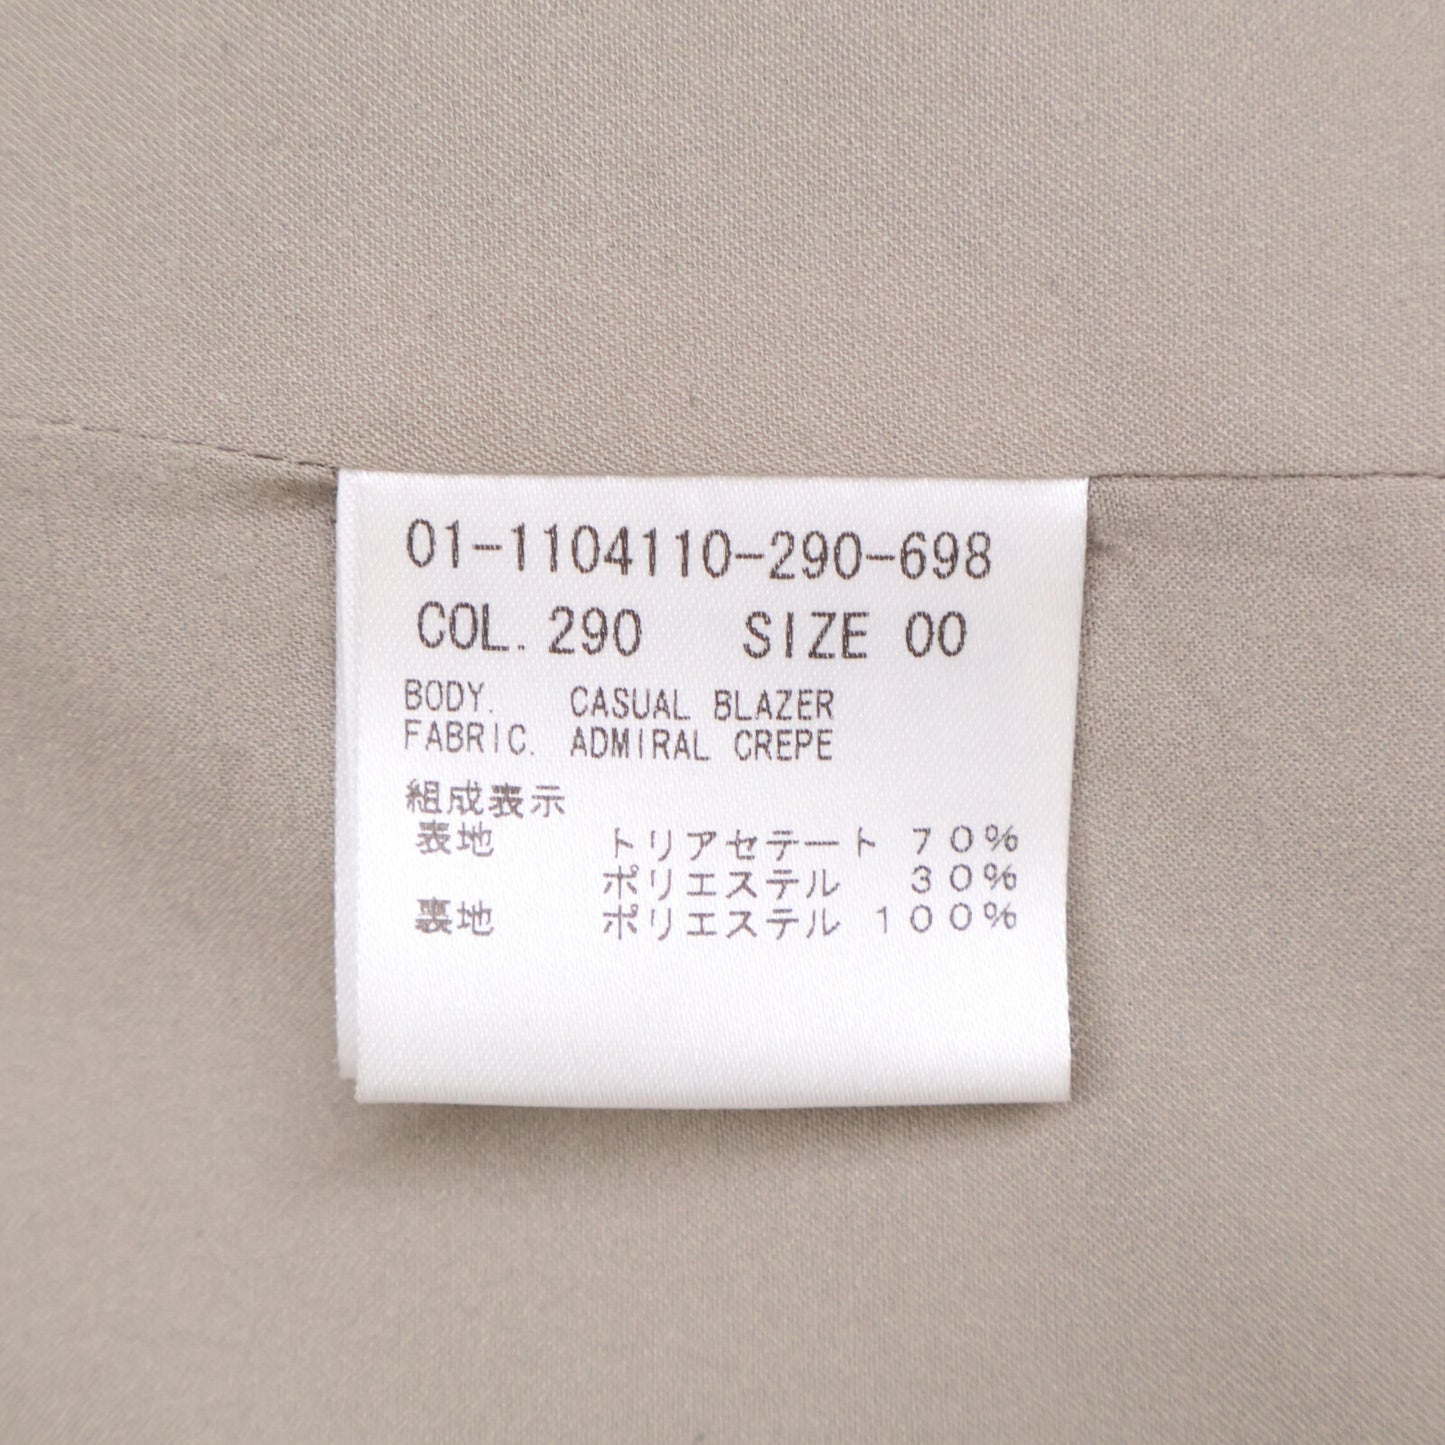 01-1104110-290-698
COL. 290 SIZE 00
BODY. CASUAL BLAZER
FABRIC. ADMIRAL CREPE
組成表示
表地 トリアセテート 70%
ポリエステル 30%
裏地 ポリエステル 100%